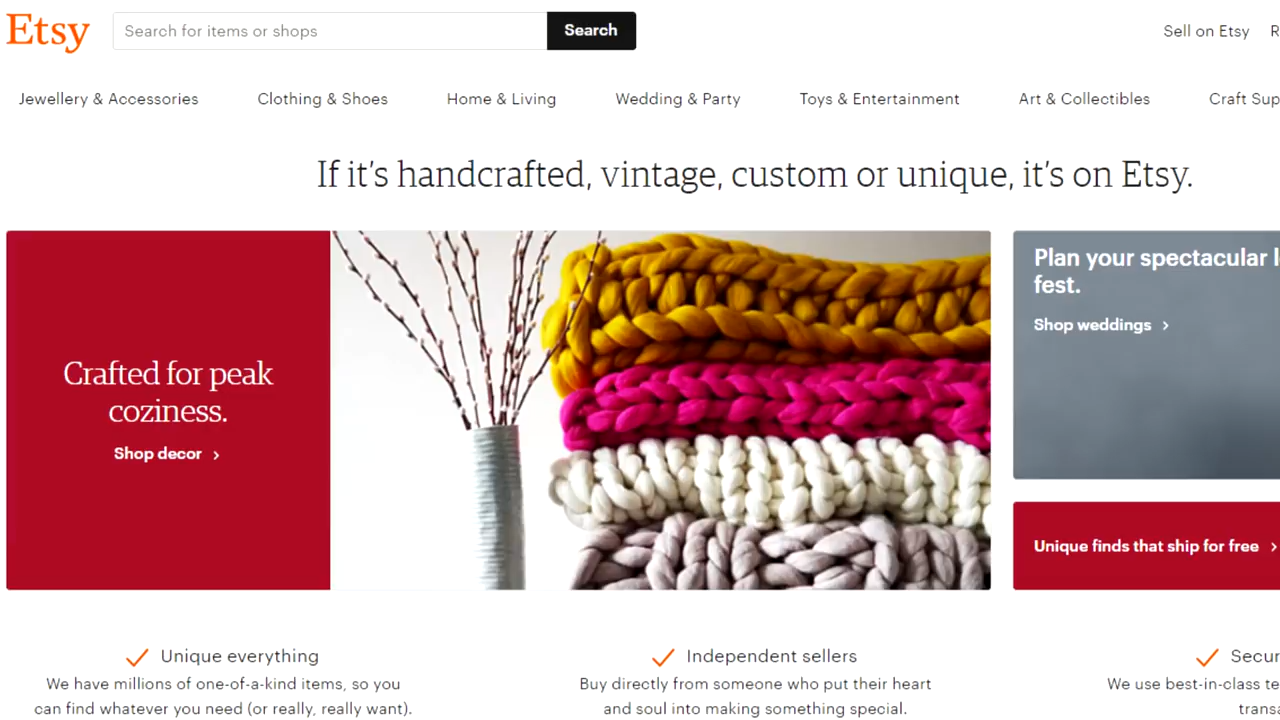 Etsy
Search for items or shops
Search
Sell on Etsy
Jewellery & Accessories
Clothing & Shoes
Home & Living
Wedding & Party
Toys & Entertainment
Art & Collectibles
Craft
If it's handcrafted, vintage, custom or unique, it's on Etsy.
Crafted for peak
coziness.
Shop decor >
Plan your spectacular
fest.
Shop weddings >
Unique finds that ship for free >
Unique everything
We have millions of one-of-a-kind items, so you
can find whatever you need (or really, really want).
Independent sellers
Buy directly from someone who put their heart
and soul into making something special.
We use best-in-class